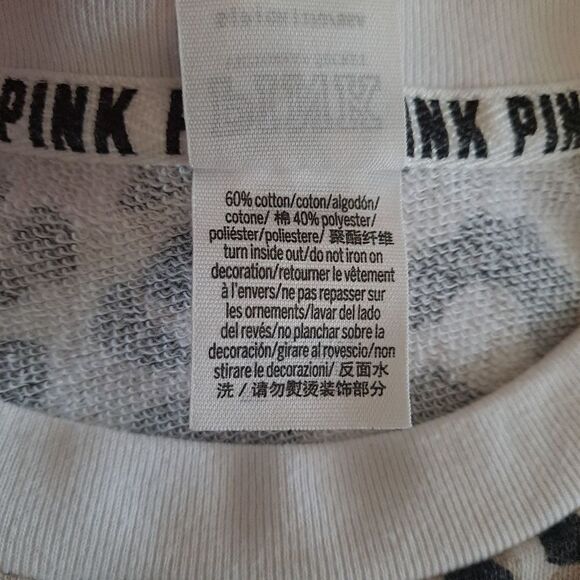 PINK
INK PIN
60% cotton/coton/algodón/
cotone/ 棉 40% polyester/
poliéster/poliestere/ 聚酯纤维
turn inside out/do not iron on
decoration/retourner le vêtement
à l'envers/ne pas repasser sur
les ornements/lavar del lado
del revés/no planchar sobre la
decoración/girare al rovescio/non
stirare le decorazioni/ 反面水
洗 / 请勿熨烫装饰部分